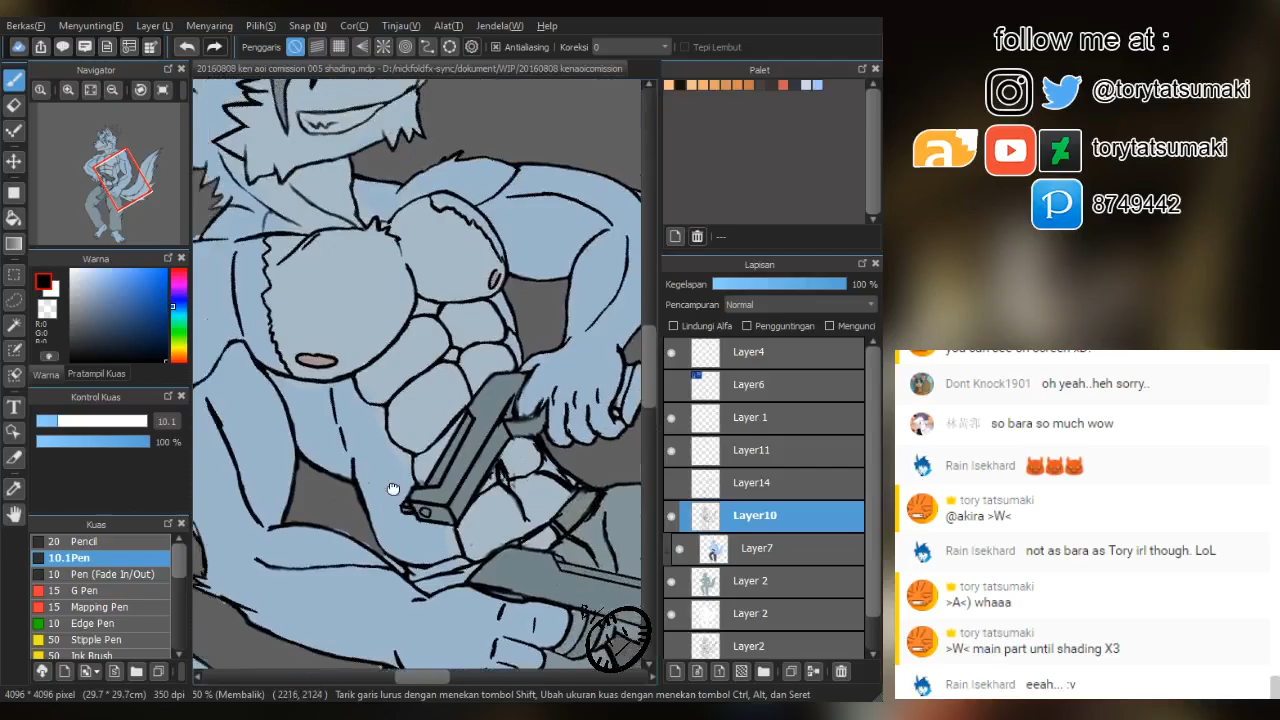 Berkas(F) Menyunting(E) Layer (L) Menyaring Pilih(S) Snap (N) Cor(C) Tinjau(V) Alat(T) Jendela(W) Help
Penggaris Antialiasing Koreksi 0 Tepi Lembut
Navigator
20160808 ken aoi comission 005 shading.mdp - D:/nickfoldfx-sync/dokument/WIP/20160808 kenaoicomission
Palet
---
Warna
R:0
G:0
Warna Pratampil Kuas
Kontrol Kuas
10.1
100 %
Kuas
20 Pencil
10.1 Pen
10 Pen (Fade In/Out)
15 G Pen
15 Mapping Pen
10 Edge Pen
50 Stipple Pen
50 Ink Brush
Lapisan
Kegelapan 100 %
Pencampuran Normal
Lindungi Alfa Pengguntingan Mengunci
Layer4
Layer6
Layer 1
Layer11
Layer14
Layer10
Layer7
Layer 2
Layer 2
Layer2
4096 * 4096 pixel (29.7 * 29.7cm) 350 dpi
50 % (Membalik) ( 2216, 2124 ) Tarik garis lurus dengan menekan tombol Shift, Ubah ukuran kuas dengan menekan tombol Ctrl, Alt, dan Seret
follow me at :
@torytatsumaki
torytatsumaki
8749442
you can see on screen xD!
Dont Knock1901 oh yeah..heh sorry..
so bara so much wow
Rain Isekhard
tory tatsumaki
@akira >W<
Rain Isekhard not as bara as Tory irl though. LoL
tory tatsumaki
>A<) whaaa
tory tatsumaki
>W< main part until shading X3
Rain Isekhard eeah... :v